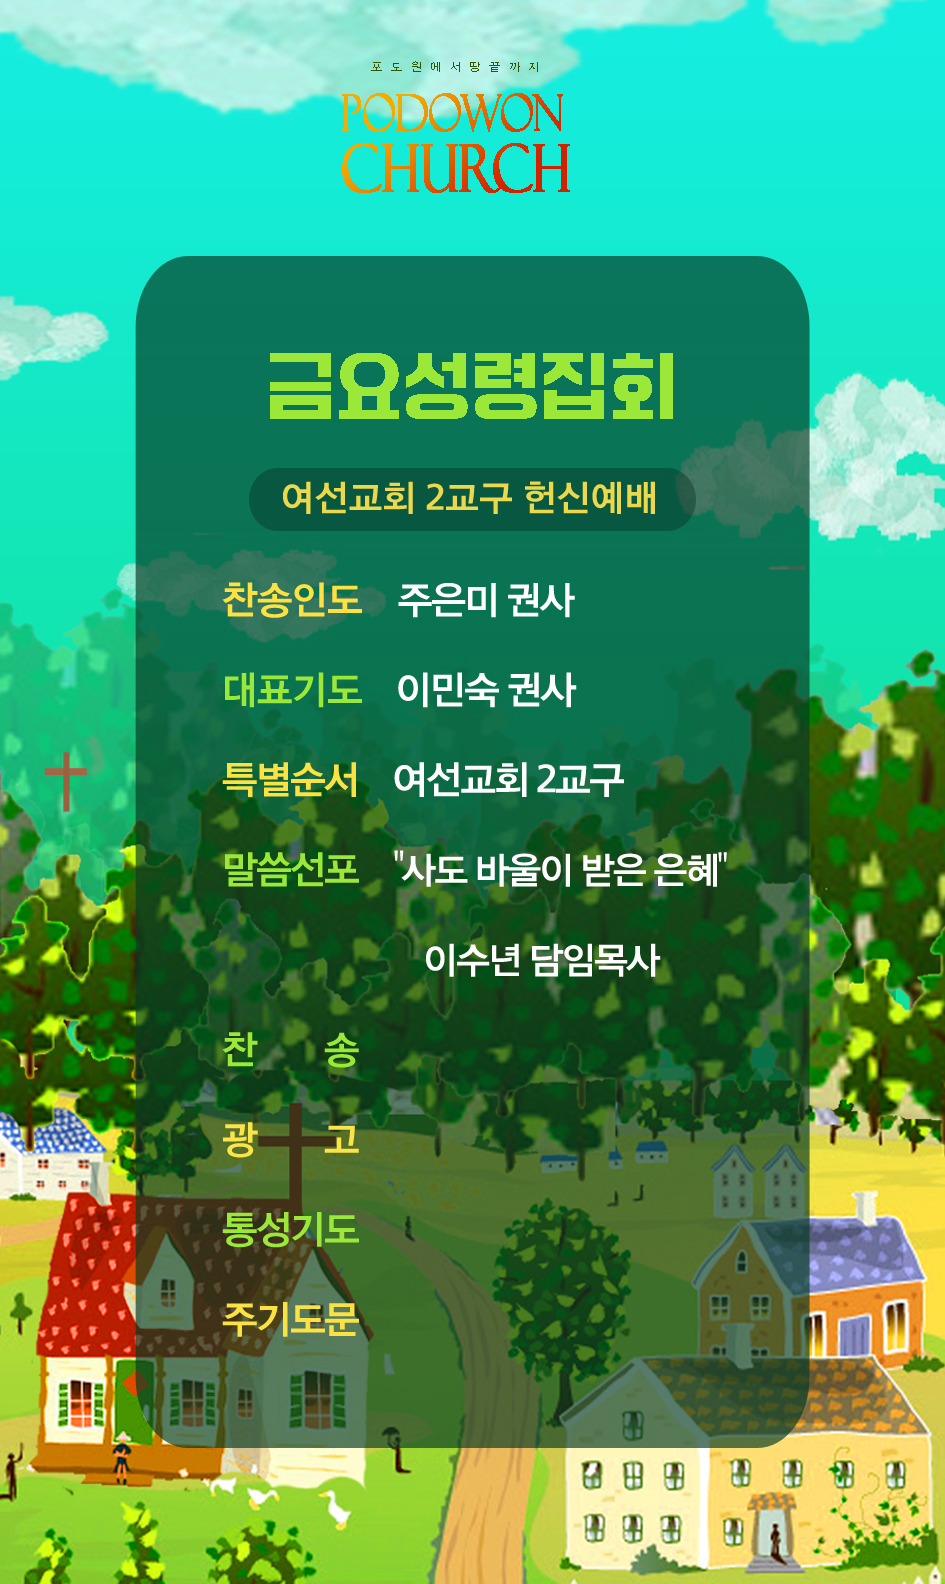 포도원에서땅끝까지
PODOWON
CHURCH
금요성령집회
여선교회 2교구 헌신예배
찬송인도 주은미 권사
대표기도 이민숙 권사
특별순서 여선교회 2교구
말씀선포 "사도 바울이 받은 은혜"
이수년 담임목사
찬 송
광 고
통성기도
주기도문